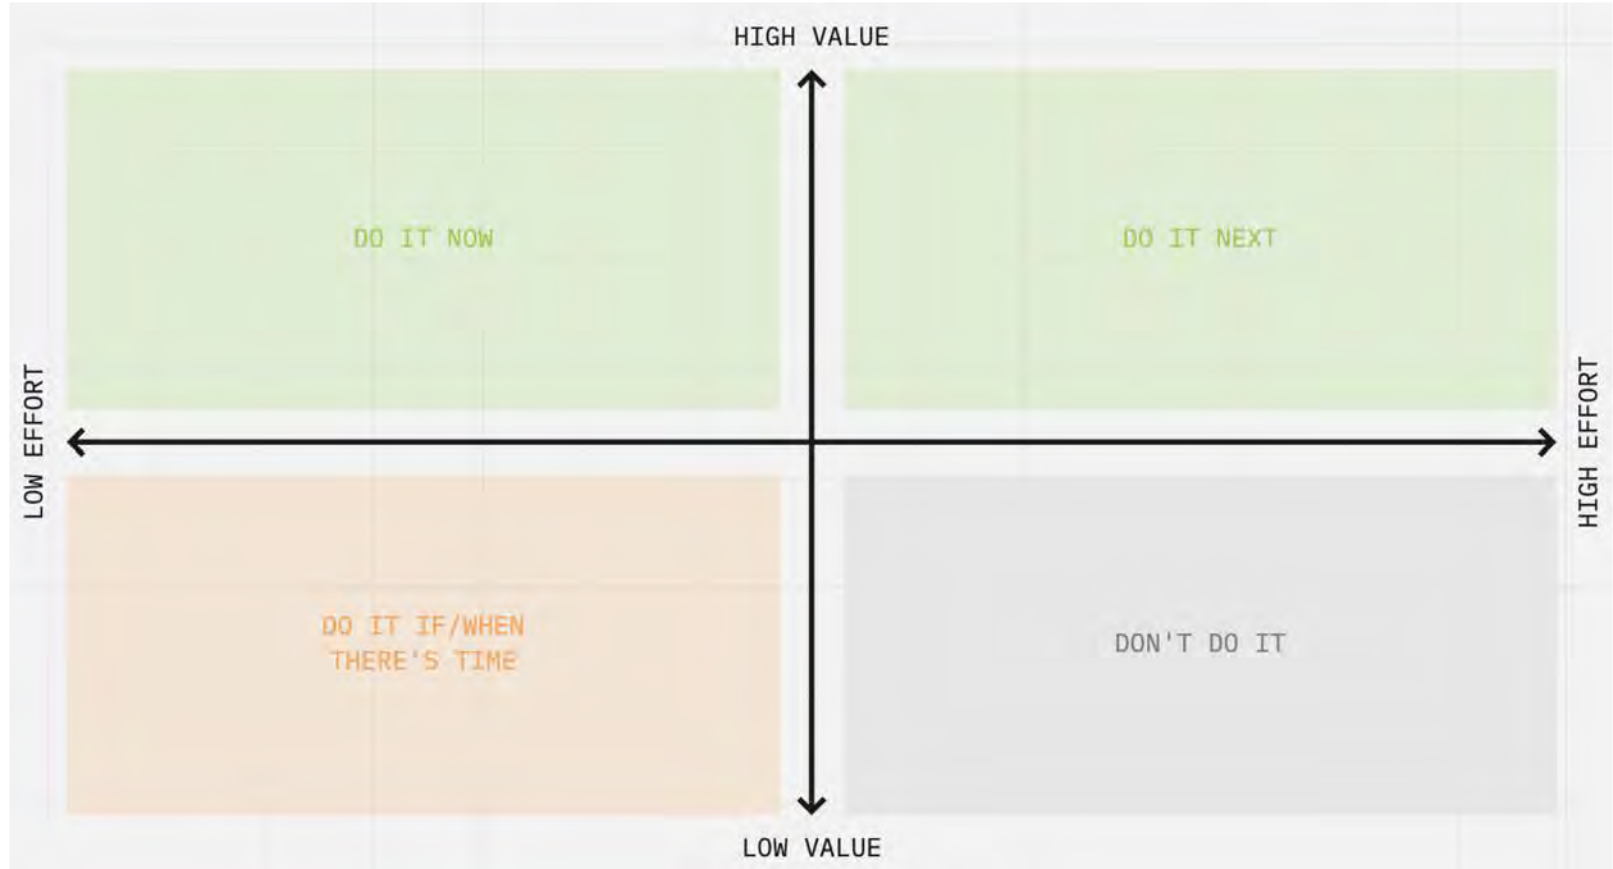 HIGH VALUE
DO IT NOW
DO IT NEXT
LOW EFFORT
HIGH EFFORT
DO IT IF/WHEN
THERE'S TIME
DON'T DO IT
LOW VALUE